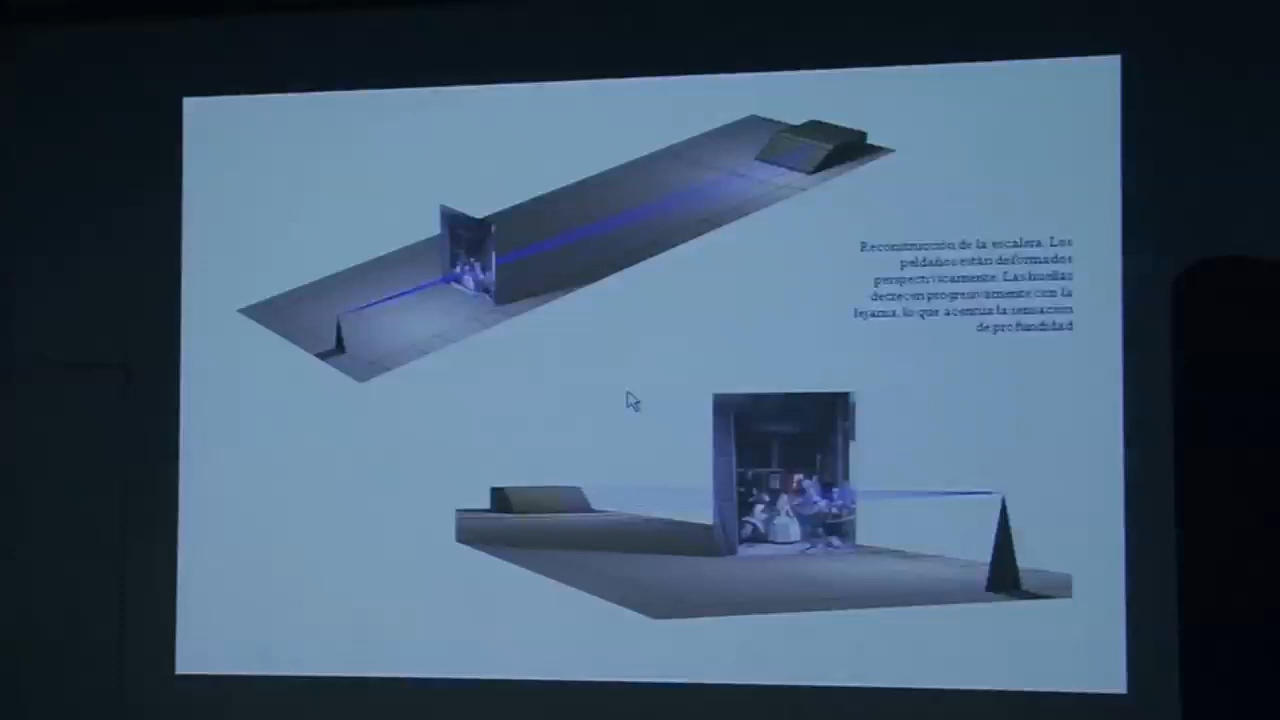 Reconstrucción de la escalera. Los
peldaños están deformados
perspectivicamente. Las huellas
decrecen progresivamente con la
lejanía, lo que acentúa la sensación
de profundidad